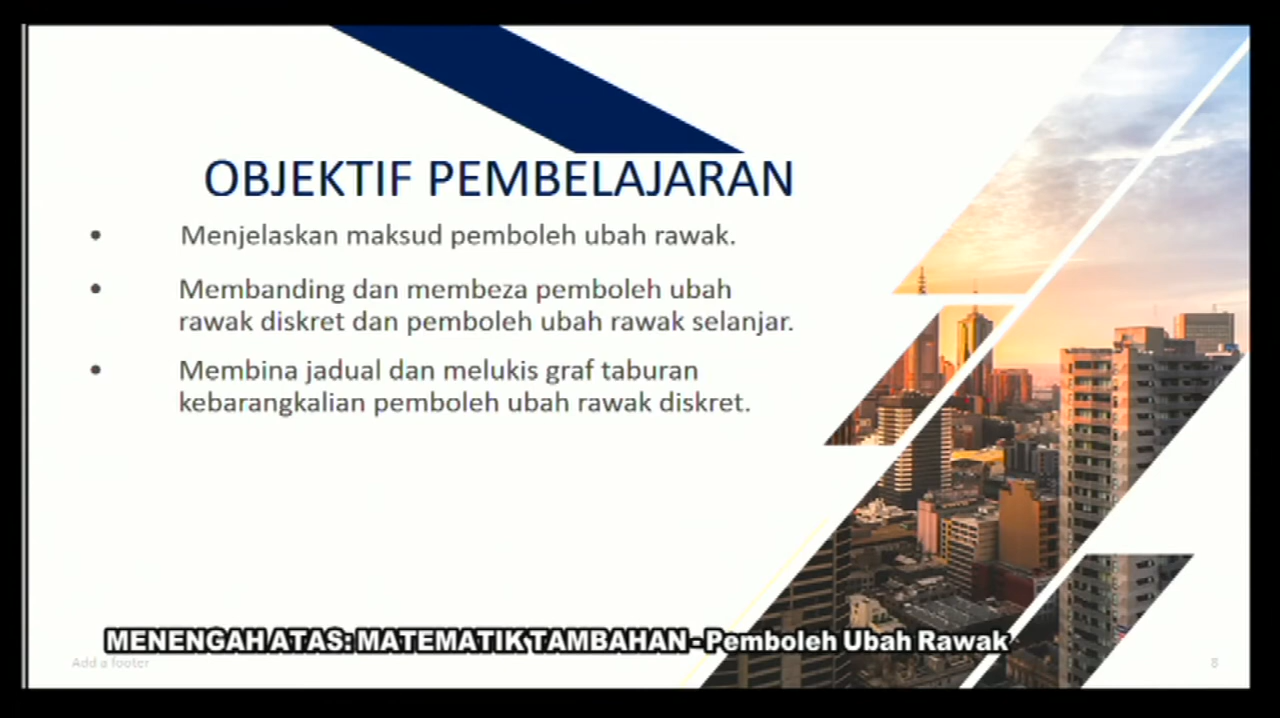 OBJEKTIF PEMBELAJARAN
• Menjelaskan maksud pemboleh ubah rawak.
• Membanding dan membeza pemboleh ubah
rawak diskret dan pemboleh ubah rawak selanjar.
• Membina jadual dan melukis graf taburan
kebarangkalian pemboleh ubah rawak diskret.
MENENGAH ATAS: MATEMATIK TAMBAHAN - Pemboleh Ubah Rawak
Add a footer
8